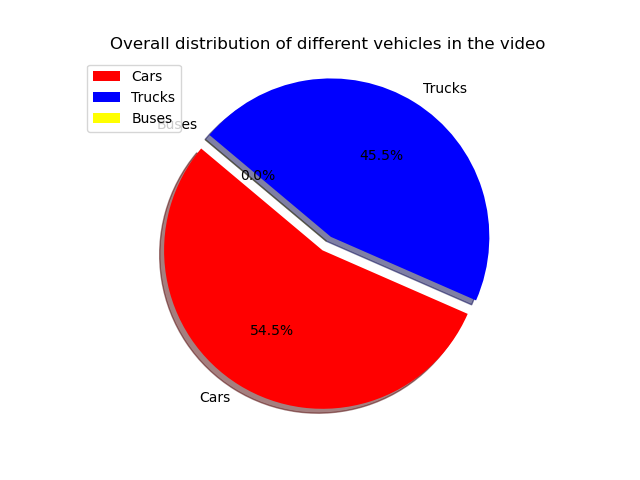 Overall distribution of different vehicles in the video
Cars
Trucks
Buses
Trucks
Buses
45.5%
0.0%
54.5%
Cars